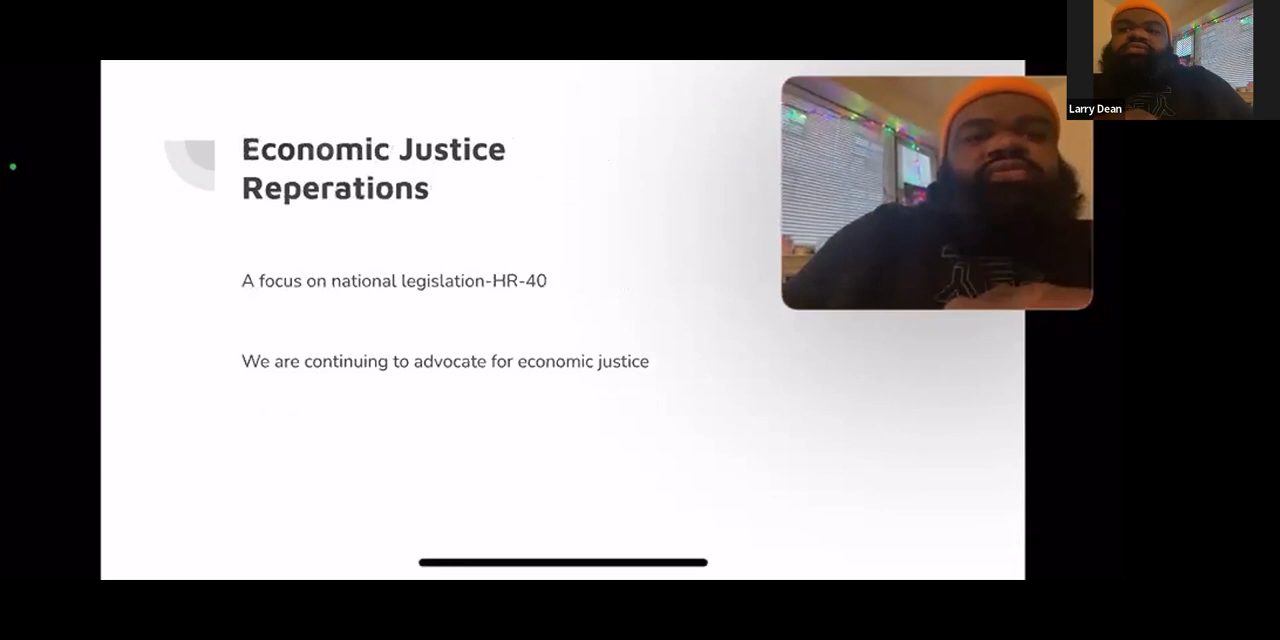 Economic Justice
Reperations
A focus on national legislation-HR-40
We are continuing to advocate for economic justice
Larry Dean